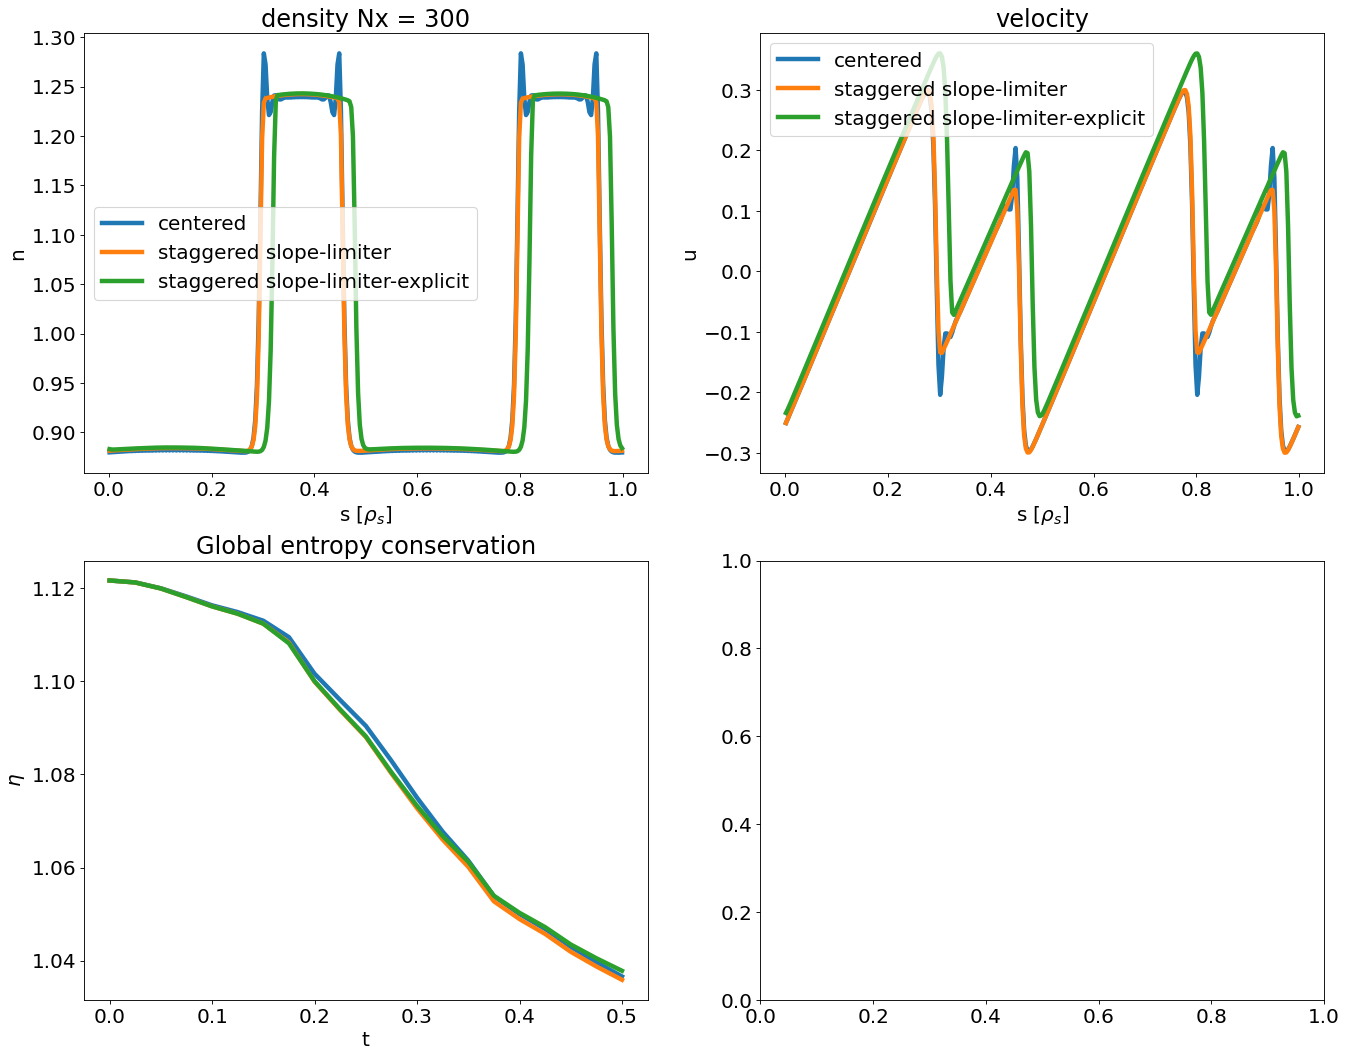 density Nx = 300
1.30
1.25
1.20
1.15
1.10
1.05
1.00
0.95
0.90
n
centered
staggered slope-limiter
staggered slope-limiter-explicit
0.0 0.2 0.4 0.6 0.8 1.0
s [ρs]
velocity
0.3
0.2
0.1
0.0
−0.1
−0.2
−0.3
u
centered
staggered slope-limiter
staggered slope-limiter-explicit
0.0 0.2 0.4 0.6 0.8 1.0
s [ρs]
Global entropy conservation
1.12
1.10
1.08
1.06
1.04
η
0.0 0.1 0.2 0.3 0.4 0.5
t
1.0
0.8
0.6
0.4
0.2
0.0
0.0 0.2 0.4 0.6 0.8 1.0